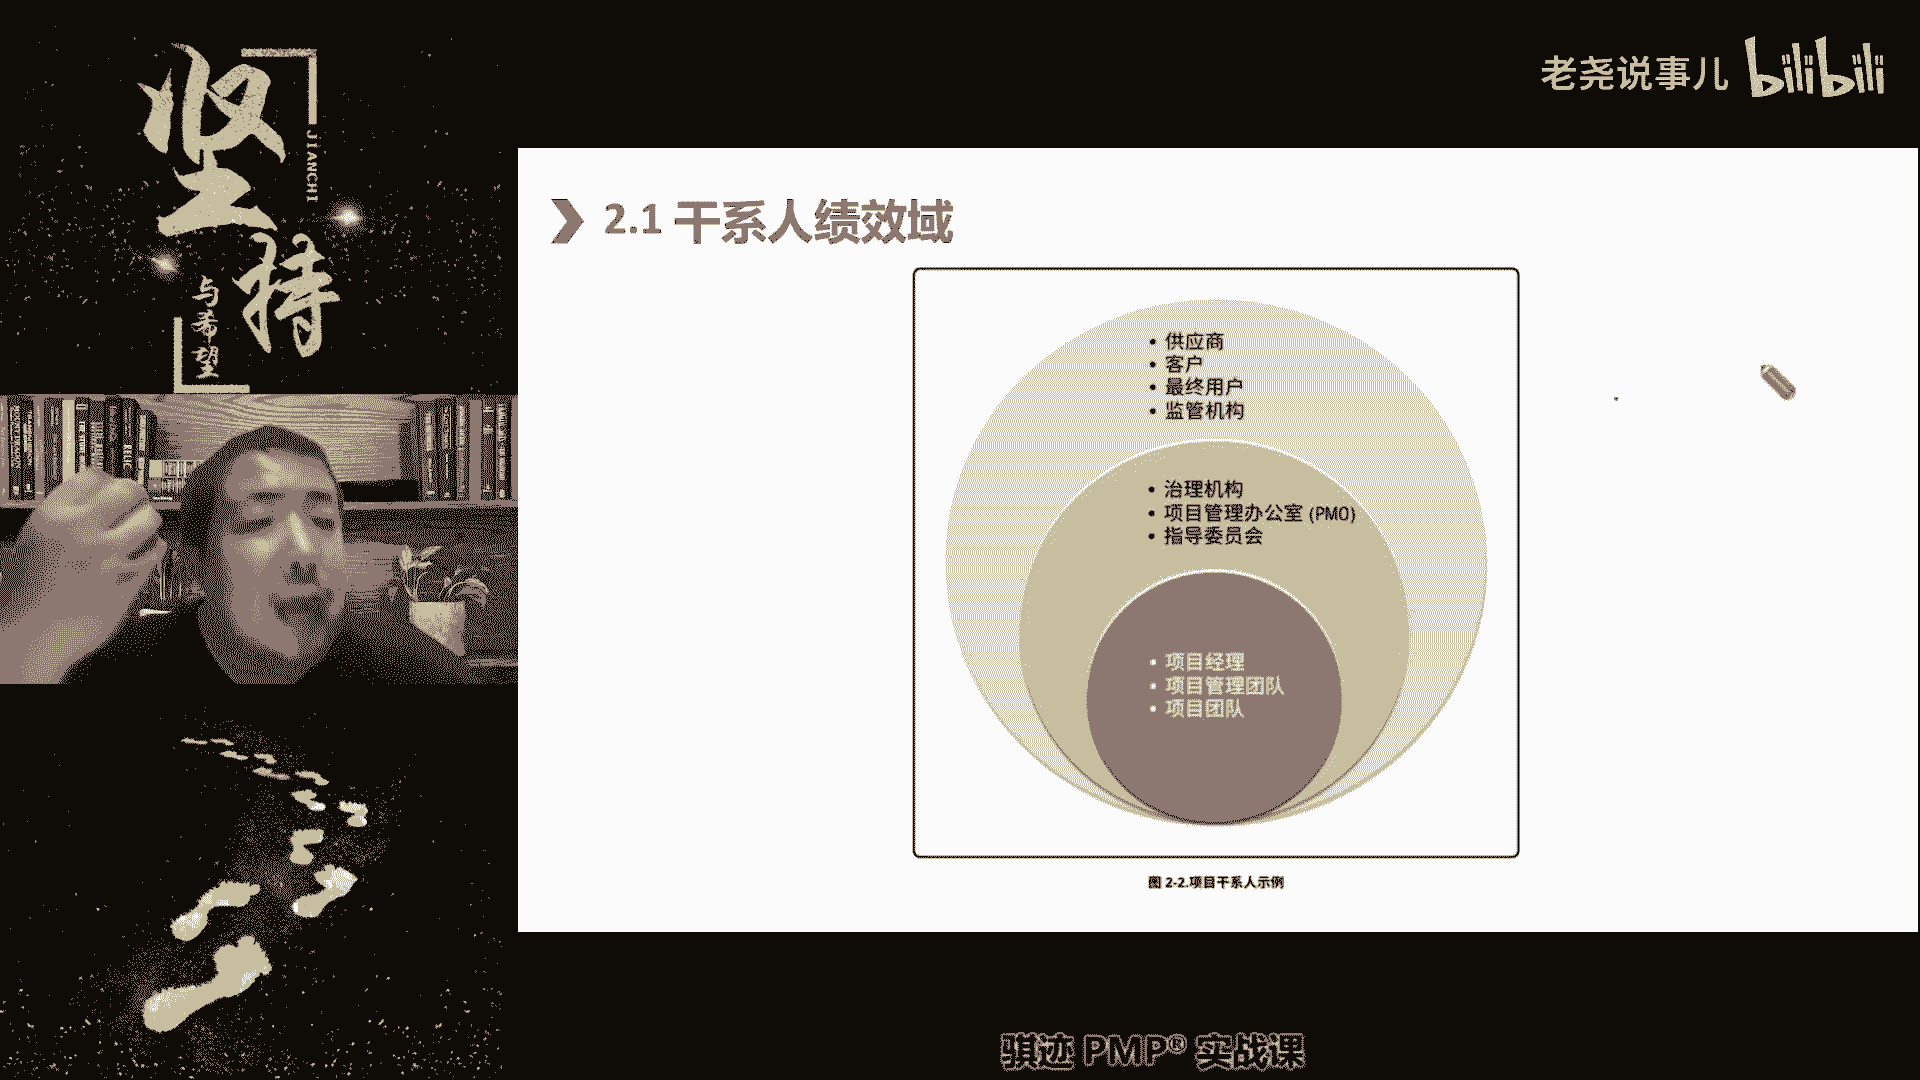 坚持
JIANCHI
与希望
老尧说事儿 bilibili
2.1 干系人绩效域
• 供应商
• 客户
• 最终用户
• 监管机构
• 治理机构
• 项目管理办公室 (PMO)
• 指导委员会
• 项目经理
• 项目管理团队
• 项目团队
图 2-2.项目干系人示例
骐迹 PMP® 实战课